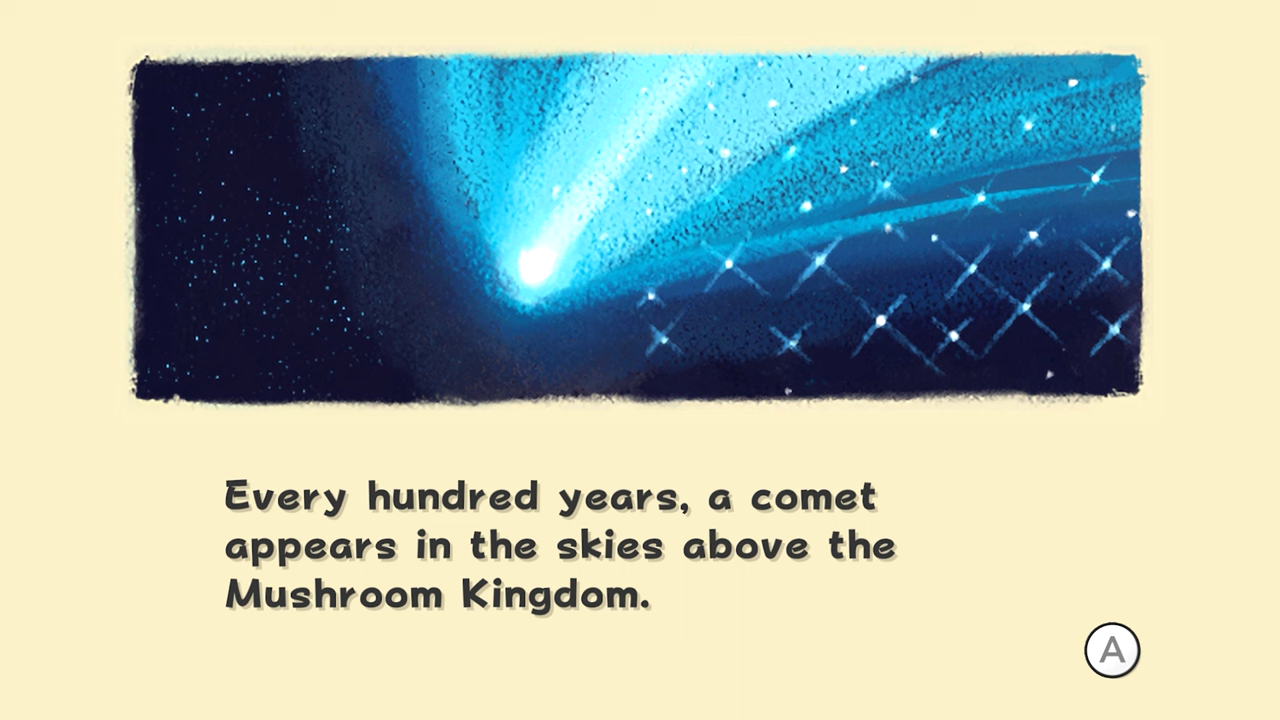 Every hundred years, a comet
appears in the skies above the
Mushroom Kingdom.
A